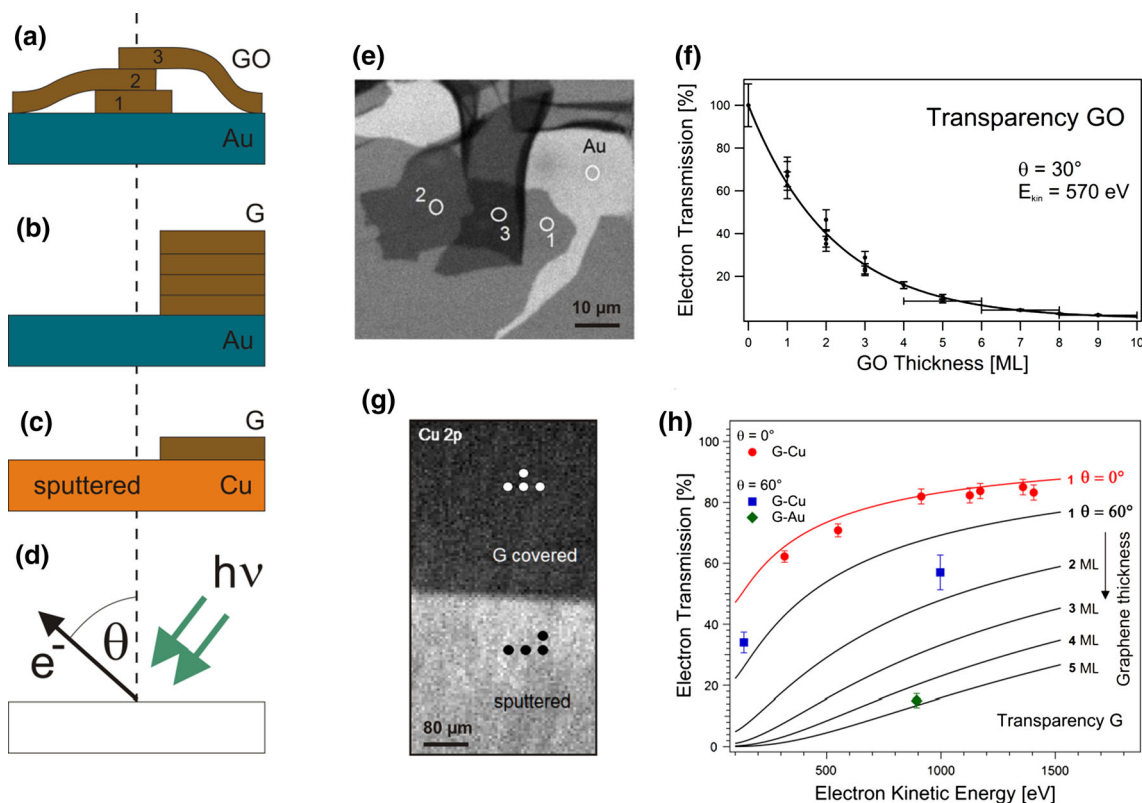 (a)
3
GO
2
1
Au
(b)
G
Au
(c)
G
sputtered
Cu
(d)
hν
θ
e⁻
(e)
Au
2
3
1
10 µm
(f)
Transparency GO
θ = 30°
E_kin = 570 eV
Electron Transmission [%]
100
80
60
40
20
0
1
2
3
4
5
6
7
8
9
10
GO Thickness [ML]
(g)
Cu 2p
G covered
sputtered
80 µm
(h)
θ = 0°
G-Cu
θ = 60°
G-Cu
G-Au
1 θ = 0°
1 θ = 60°
2 ML
3 ML
4 ML
5 ML
Graphene thickness
Transparency G
Electron Transmission [%]
100
80
60
40
20
0
500
1000
1500
Electron Kinetic Energy [eV]